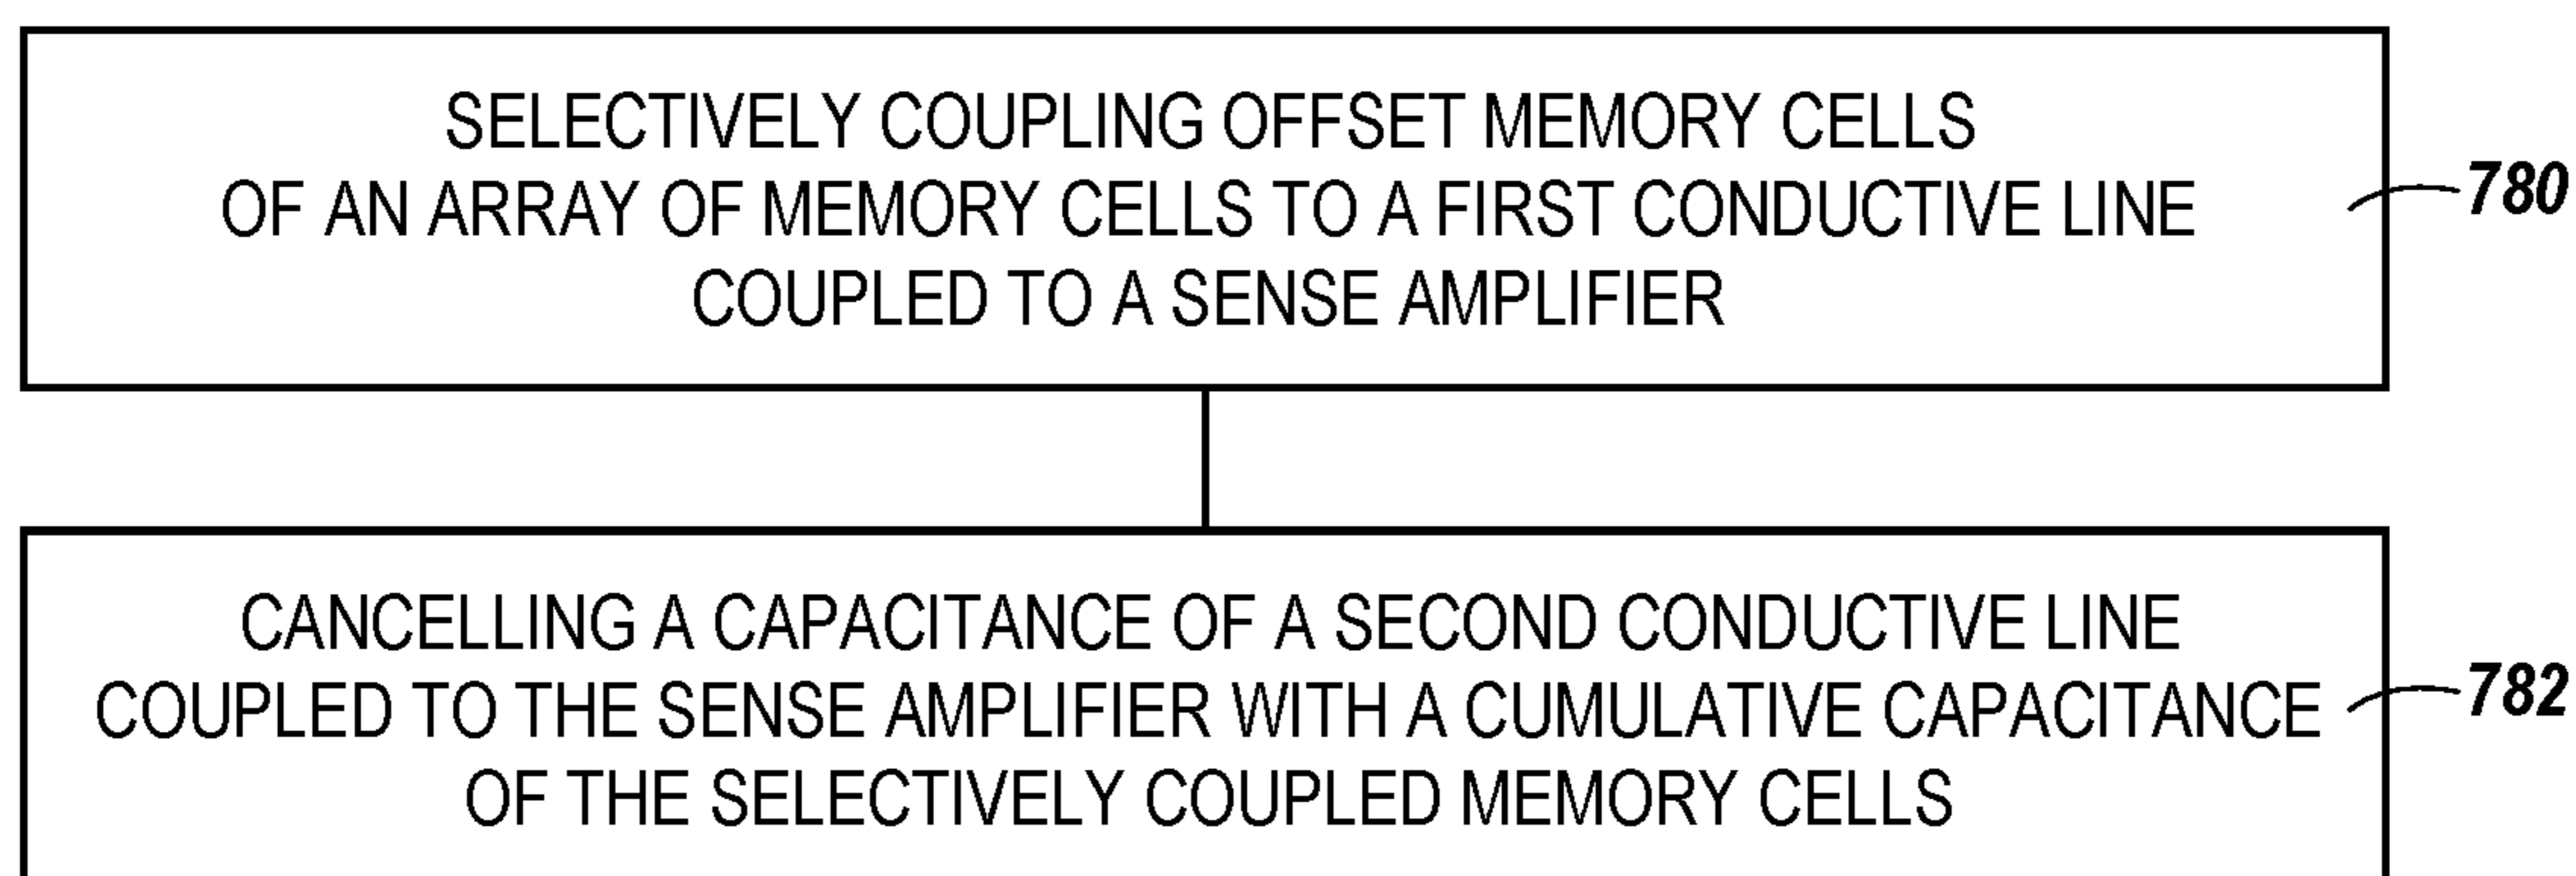 SELECTIVELY COUPLING OFFSET MEMORY CELLS
OF AN ARRAY OF MEMORY CELLS TO A FIRST CONDUCTIVE LINE
COUPLED TO A SENSE AMPLIFIER
780
CANCELLING A CAPACITANCE OF A SECOND CONDUCTIVE LINE
COUPLED TO THE SENSE AMPLIFIER WITH A CUMULATIVE CAPACITANCE
OF THE SELECTIVELY COUPLED MEMORY CELLS
782